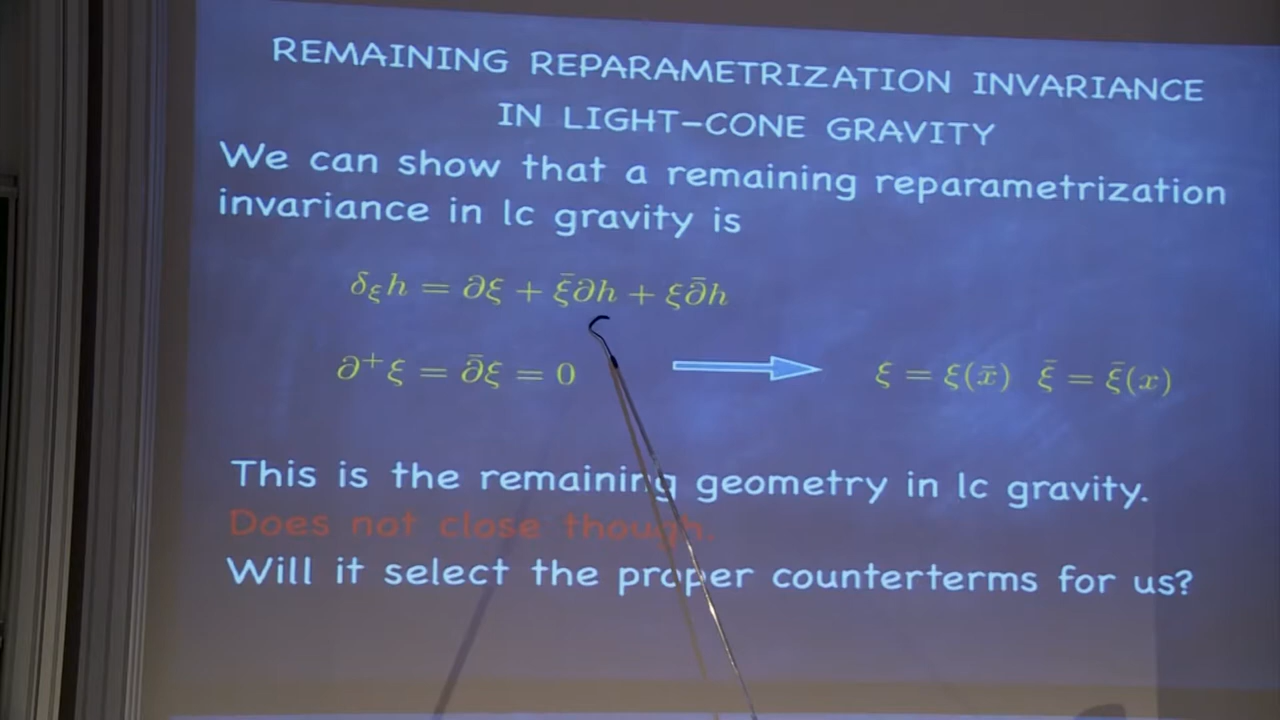 REMAINING REPARAMETRIZATION INVARIANCE
IN LIGHT-CONE GRAVITY
We can show that a remaining reparametrization
invariance in lc gravity is
δ_ξ h = ∂ξ + ξ̄∂h + ξ∂̄h
∂⁺ξ = ∂̄ξ = 0 ξ = ξ(x̄) ξ̄ = ξ̄(x)
This is the remaining geometry in lc gravity.
Does not close though.
Will it select the proper counterterms for us?